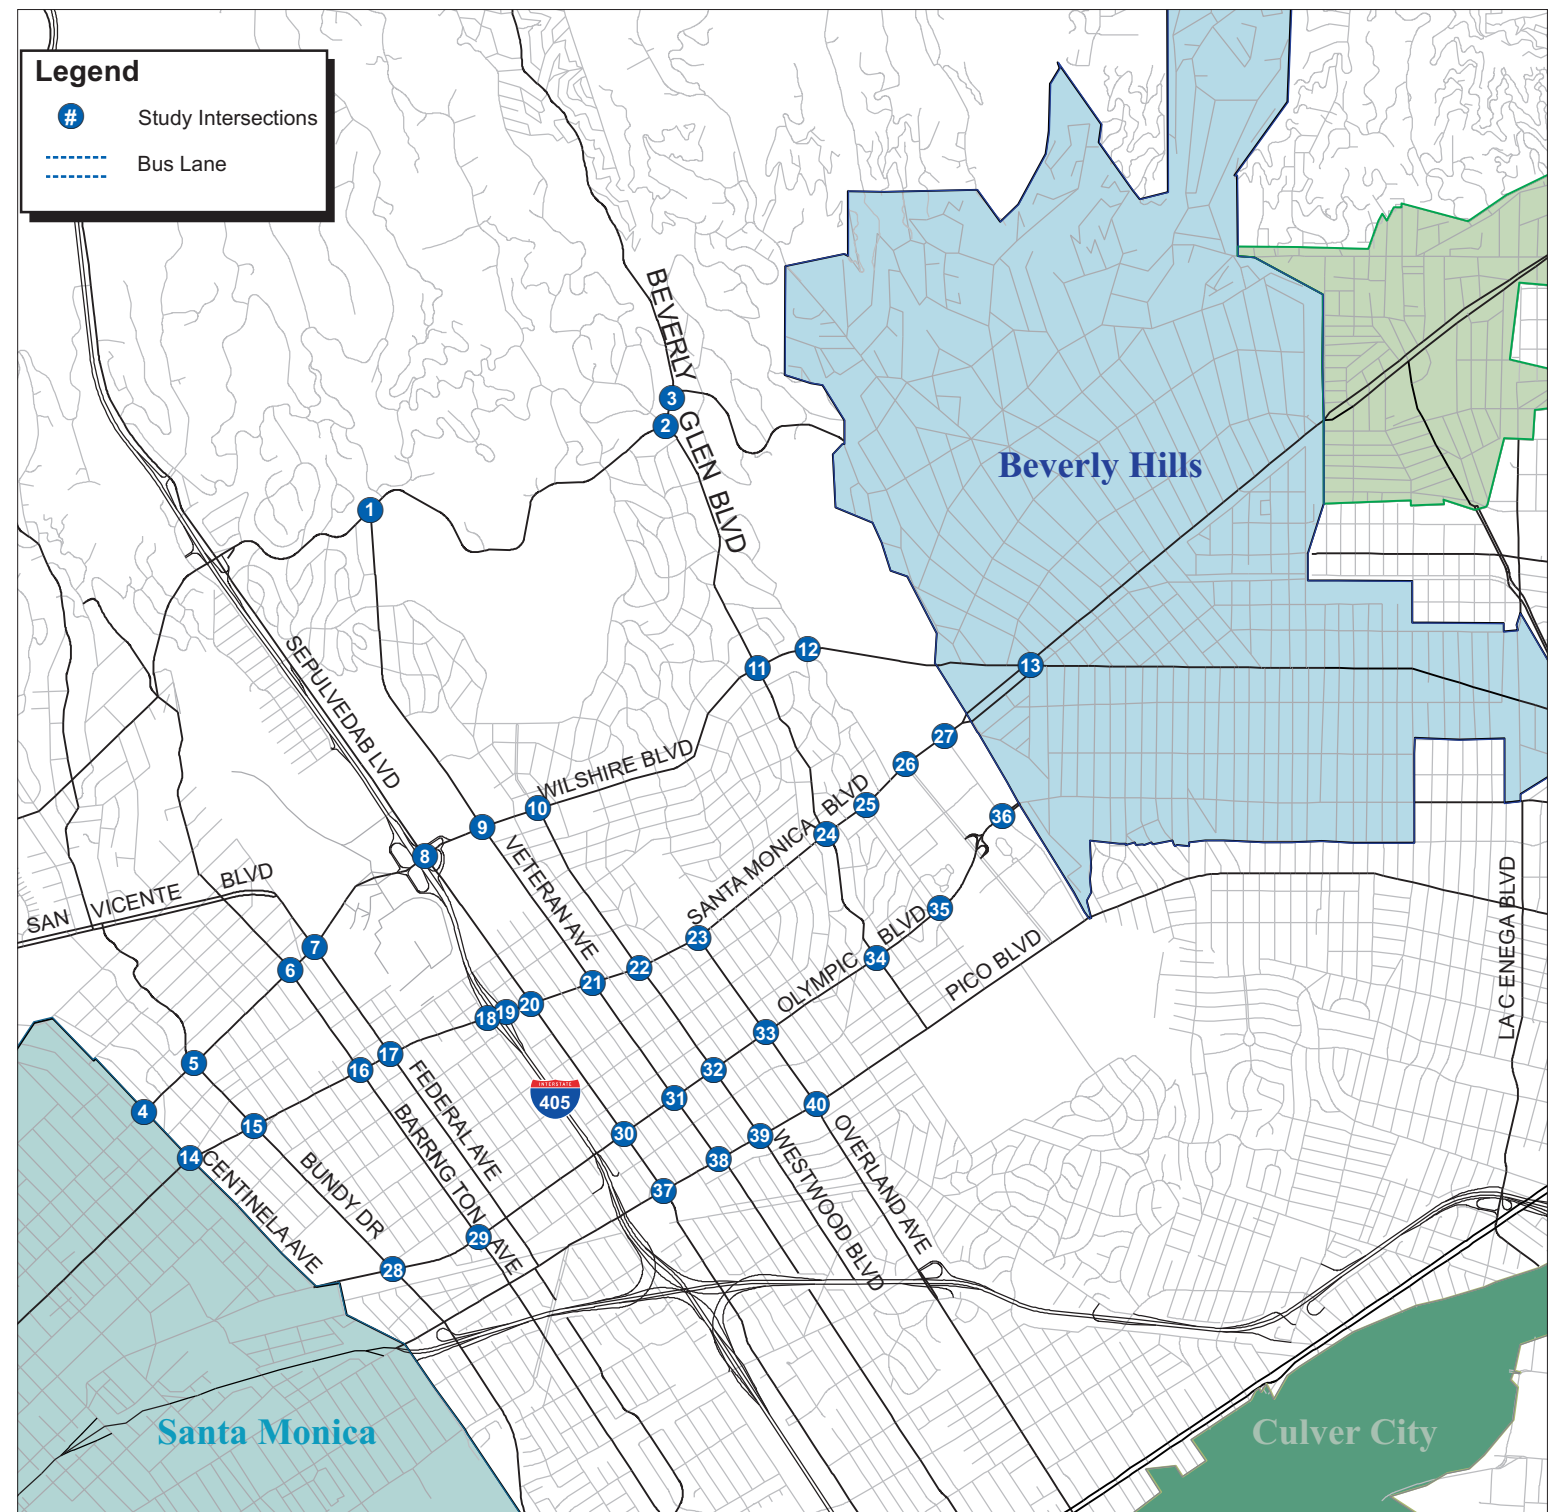 Legend
#
Study Intersections
Bus Lane
BEVERLY
GLEN BLVD
3
2
Beverly Hills
1
SEPULVEDAB LVD
12
11
13
27
26
WILSHIRE BLVD
10
25
SANTA MONICA BLVD
24
36
9
8
VETERAN AVE
SAN VICENTE BLVD
LA C ENEGA BLVD
7
6
23
22
21
OLYMPIC BLVD
35
34
PICO BLVD
20
19
18
33
17
16
5
4
FEDERAL AVE
32
INTERSTATE
405
31
40
15
30
39
14
BARRNG TON AVE
38
OVERLAND AVE
WESTWOOD BLVD
CENTINELA AVE
BUNDY DR
37
29
28
Santa Monica
Culver City